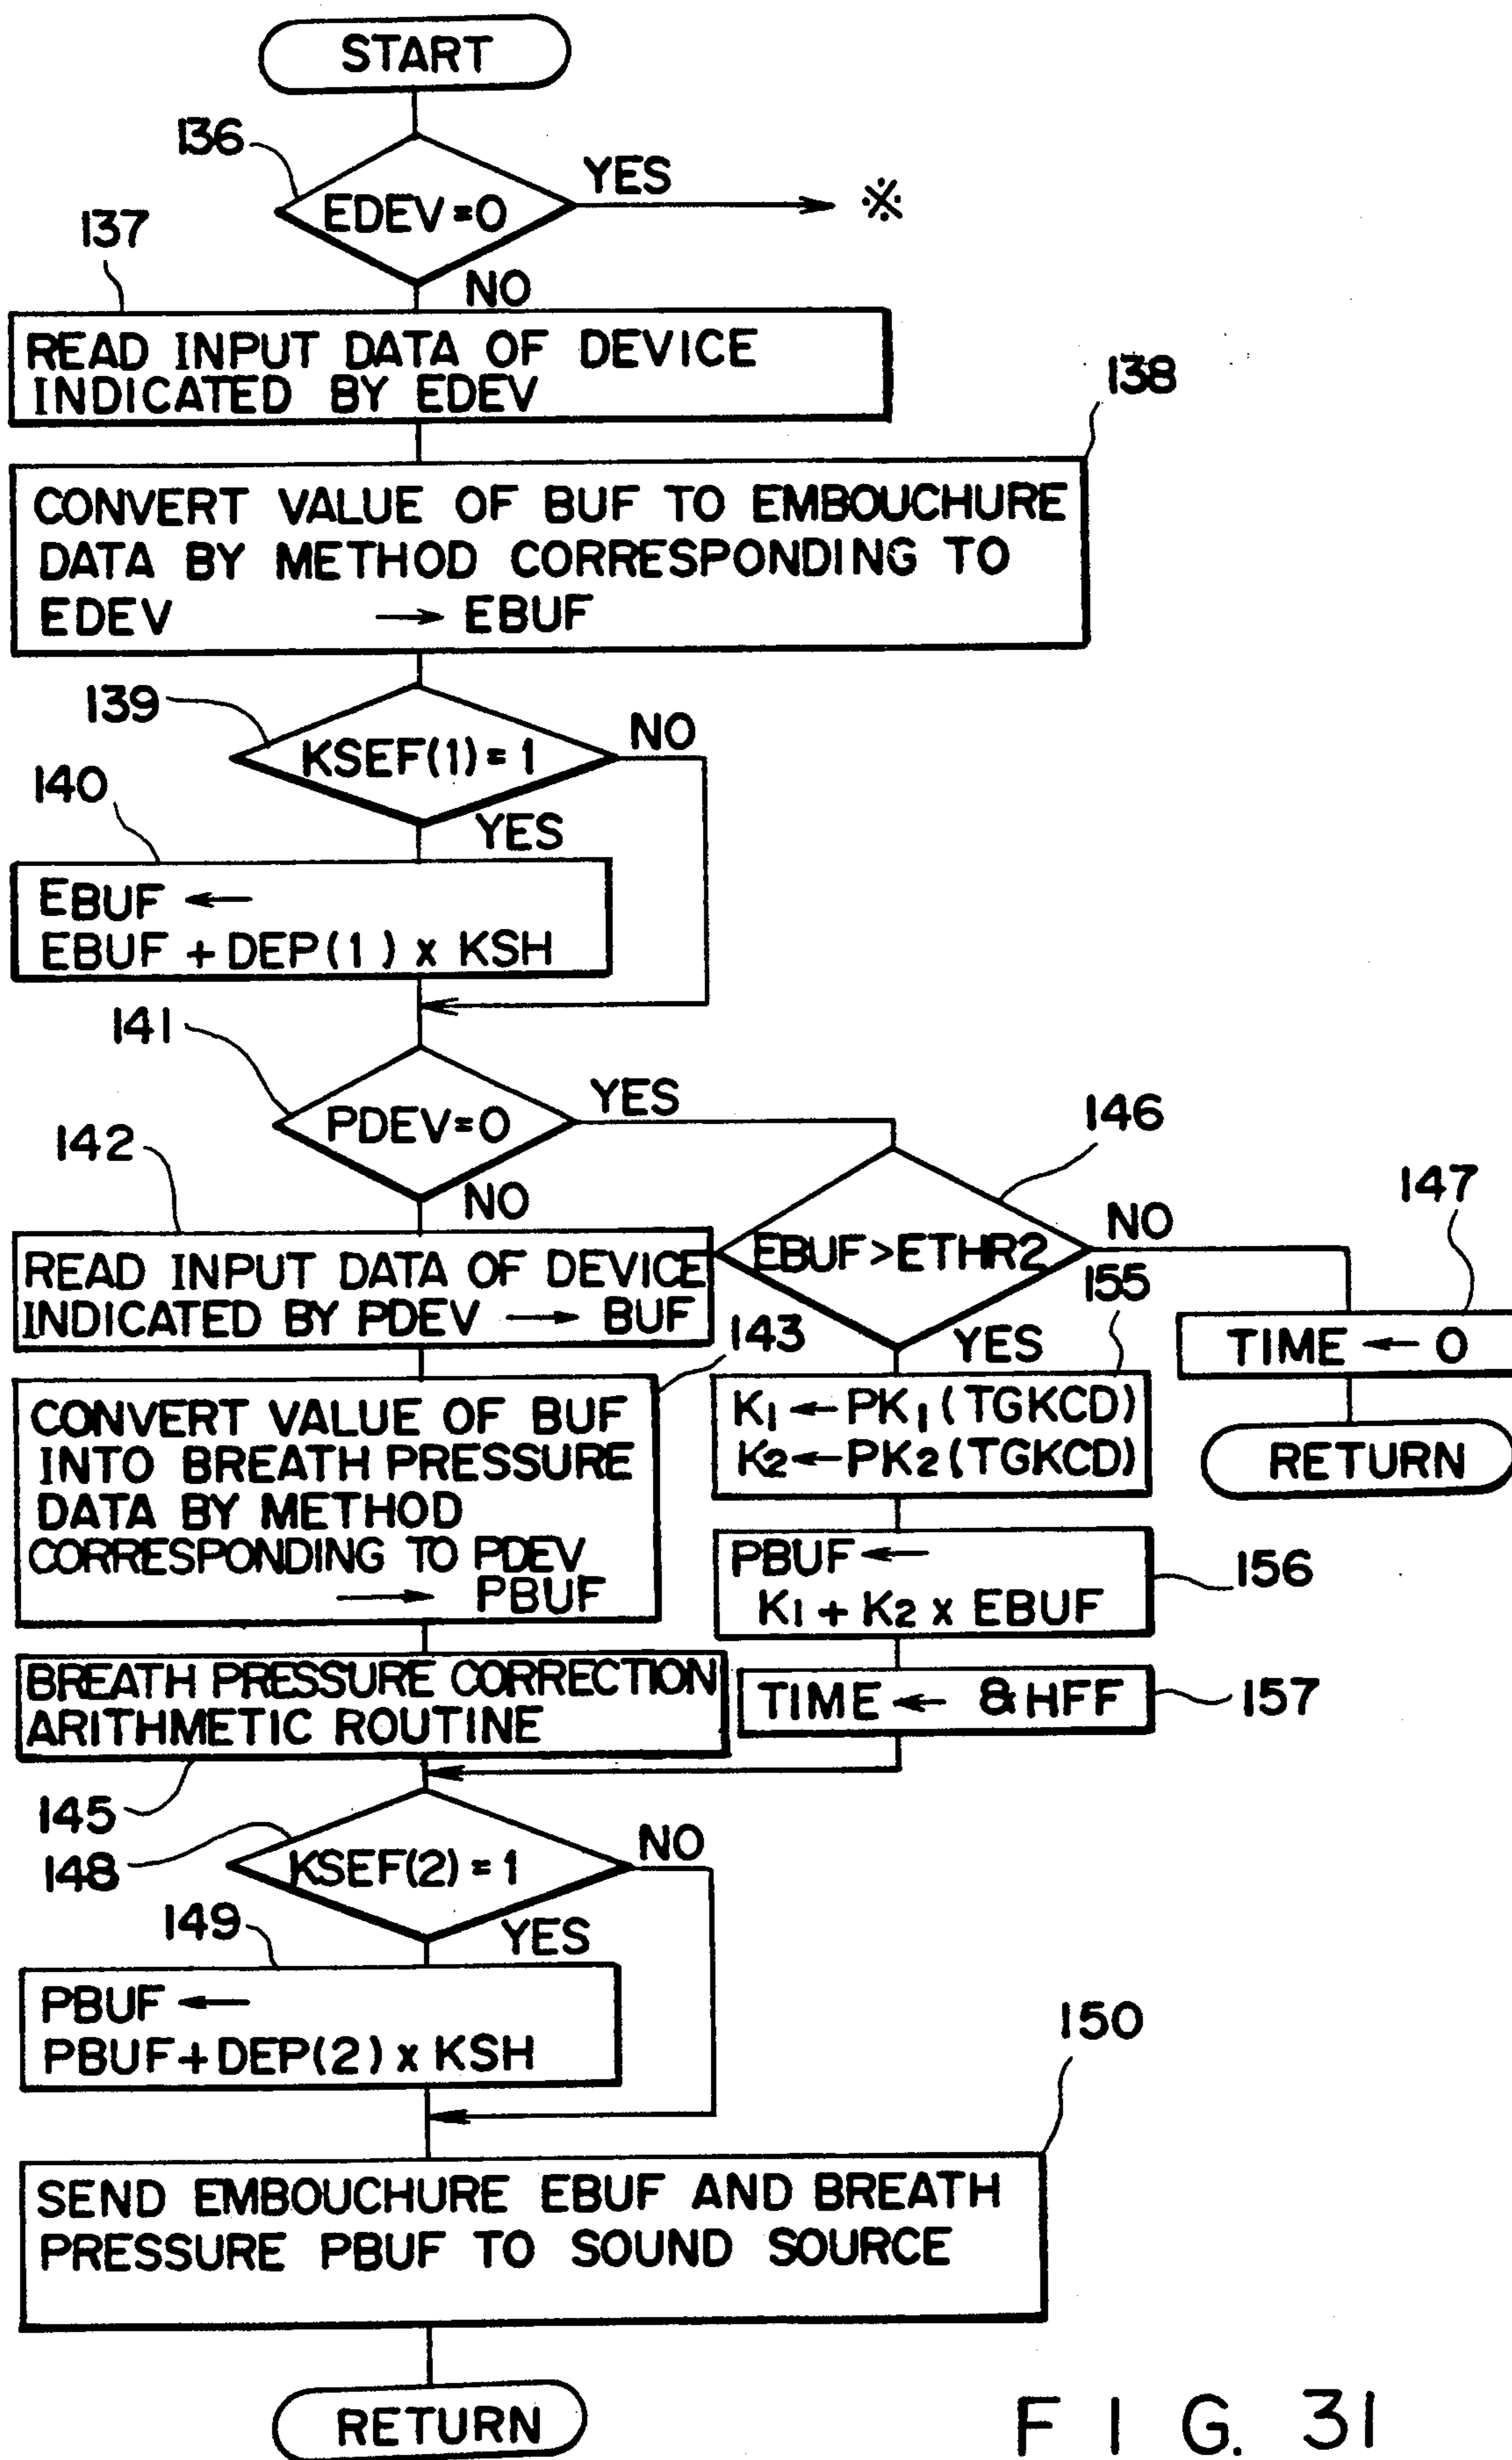 START
136
EDEV=0
YES
※
NO
137
READ INPUT DATA OF DEVICE
INDICATED BY EDEV
138
CONVERT VALUE OF BUF TO EMBOUCHURE
DATA BY METHOD CORRESPONDING TO
EDEV → EBUF
139
KSEF(1)=1
NO
YES
140
EBUF ←
EBUF + DEP(1) x KSH
141
PDEV=0
YES
NO
142
READ INPUT DATA OF DEVICE
INDICATED BY PDEV → BUF
146
EBUF>ETHR2
NO
YES
147
TIME ← 0
RETURN
143
CONVERT VALUE OF BUF
INTO BREATH PRESSURE
DATA BY METHOD
CORRESPONDING TO PDEV
→ PBUF
155
K1 ← PK1 (TGKCD)
K2 ← PK2 (TGKCD)
156
PBUF ←
K1 + K2 x EBUF
BREATH PRESSURE CORRECTION
ARITHMETIC ROUTINE
145
TIME ← &HFF
157
148
KSEF(2)=1
NO
YES
149
PBUF ←
PBUF+DEP(2) x KSH
150
SEND EMBOUCHURE EBUF AND BREATH
PRESSURE PBUF TO SOUND SOURCE
RETURN
FIG. 31